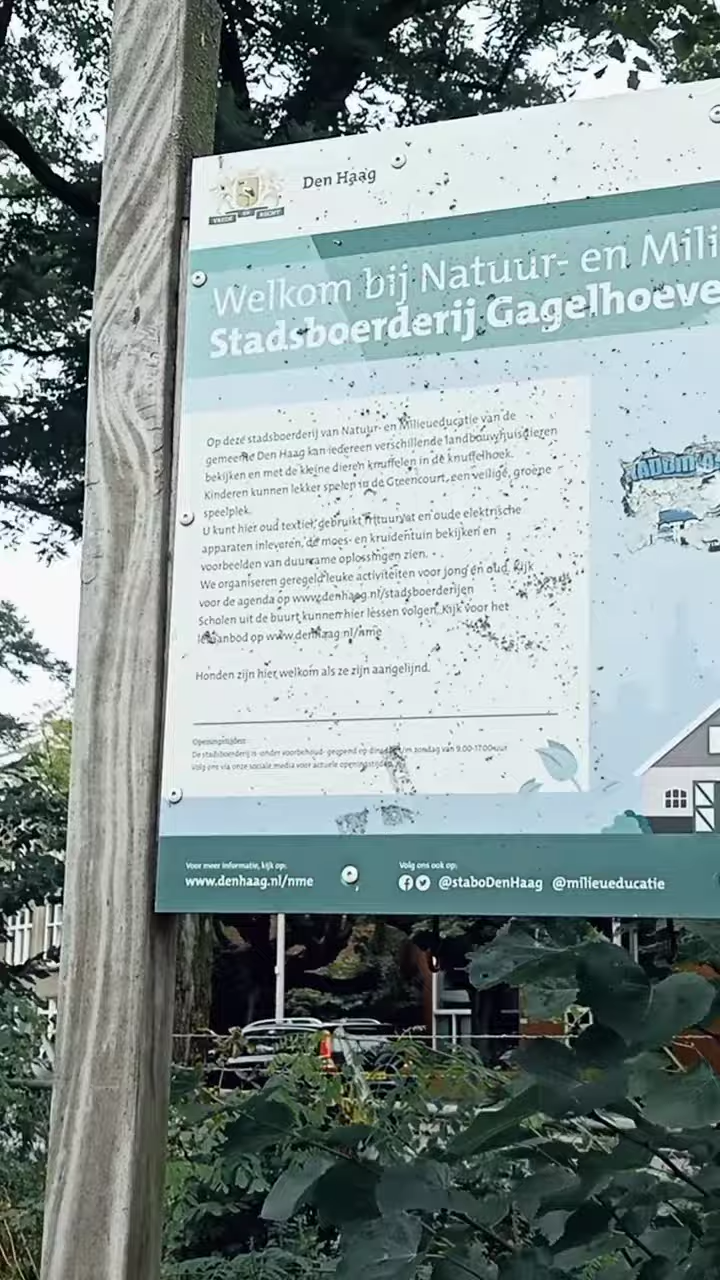 VREDE EN RECHT
Den Haag
Welkom bij Natuur- en Mili
Stadsboerderij Gagelhoeve
Op deze stadsboerderij van Natuur- en Milieueducatie van de
gemeente Den Haag kan iedereen verschillende landbouwhuisdieren
bekijken en met de kleine dieren knuffelen in de knuffelhoek.
Kinderen kunnen lekker spelen in de Greencourt, een veilige, groene
speelplek.
U kunt hier oud textiel, gebruikt frituurvat en oude elektrische
apparaten inleveren, de moes- en kruidentuin bekijken en
voorbeelden van duurzame oplossingen zien.
We organiseren geregeld leuke activiteiten voor jong en oud. Kijk
voor de agenda op www.denhaag.nl/stadsboerderijen
Scholen uit de buurt kunnen hier lessen volgen. Kijk voor het
lesaanbod op www.denhaag.nl/nme
Honden zijn hier welkom als ze zijn aangelijnd.
Openingstijden:
De stadsboerderij is -onder voorbehoud- geopend op dinsdag t/m zondag van 9.00-17.00 uur
Volg ons via onze sociale media voor actuele openingstijden.
Voor meer informatie, kijk op:
www.denhaag.nl/nme
Volg ons ook op:
@staboDenHaag @milieueducatie